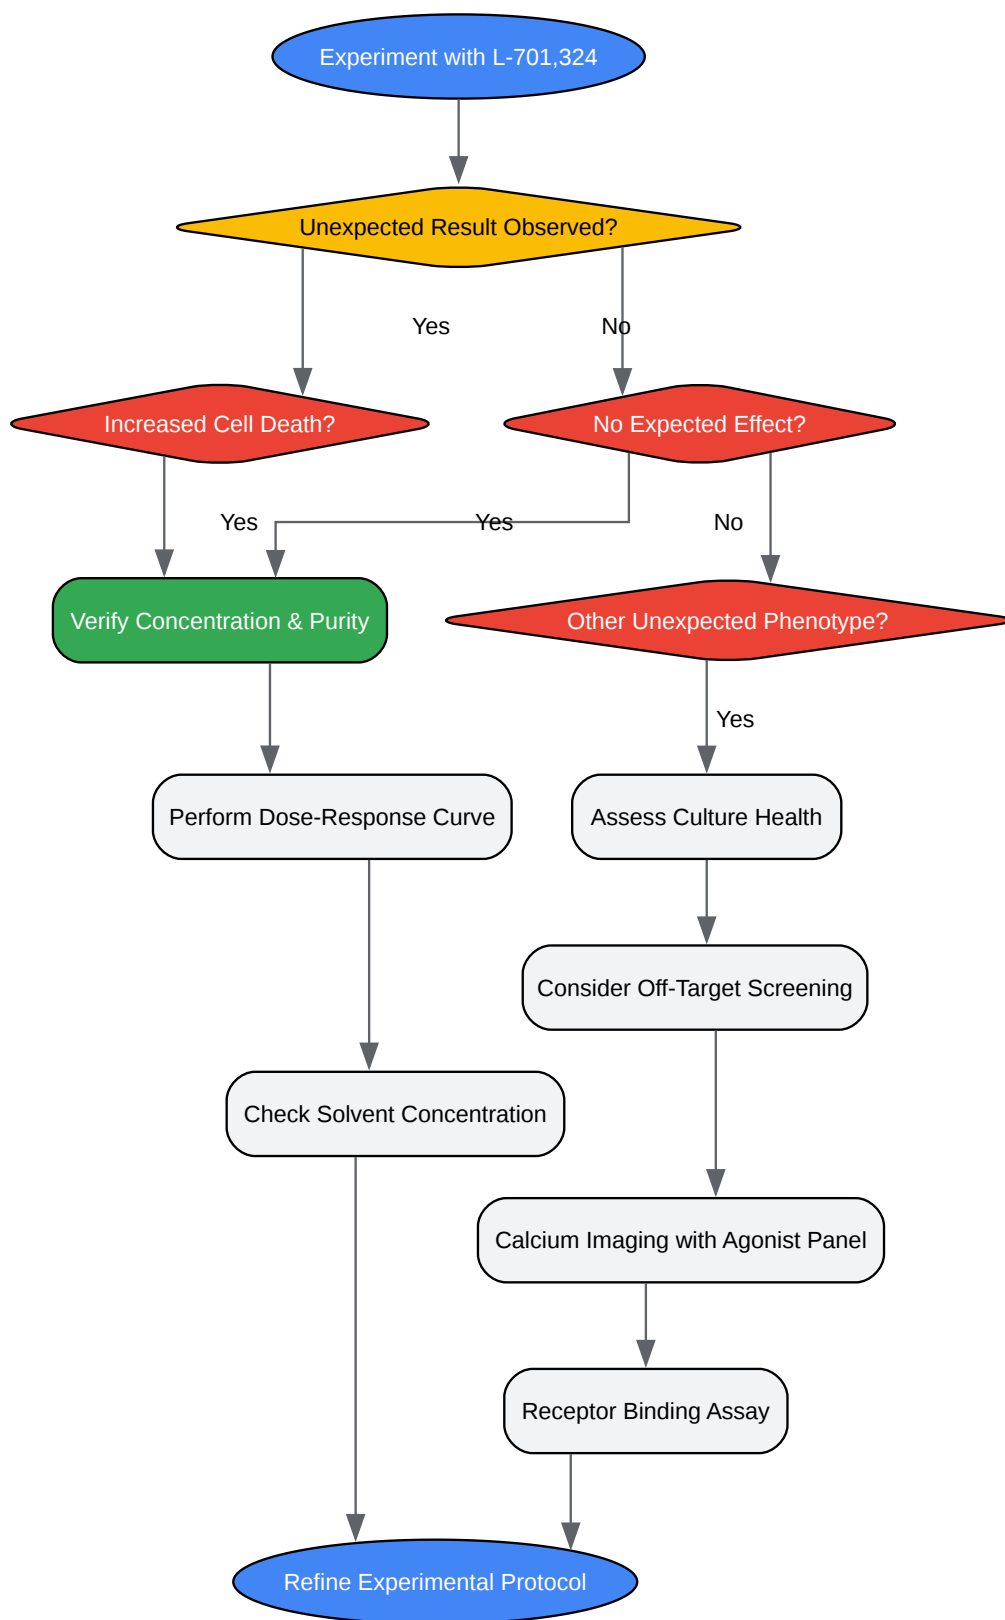 Experiment with L-701,324
Unexpected Result Observed?
Yes
No
Increased Cell Death?
No Expected Effect?
Yes
Yes
No
Verify Concentration & Purity
Other Unexpected Phenotype?
Yes
Perform Dose-Response Curve
Assess Culture Health
Consider Off-Target Screening
Check Solvent Concentration
Calcium Imaging with Agonist Panel
Receptor Binding Assay
Refine Experimental Protocol